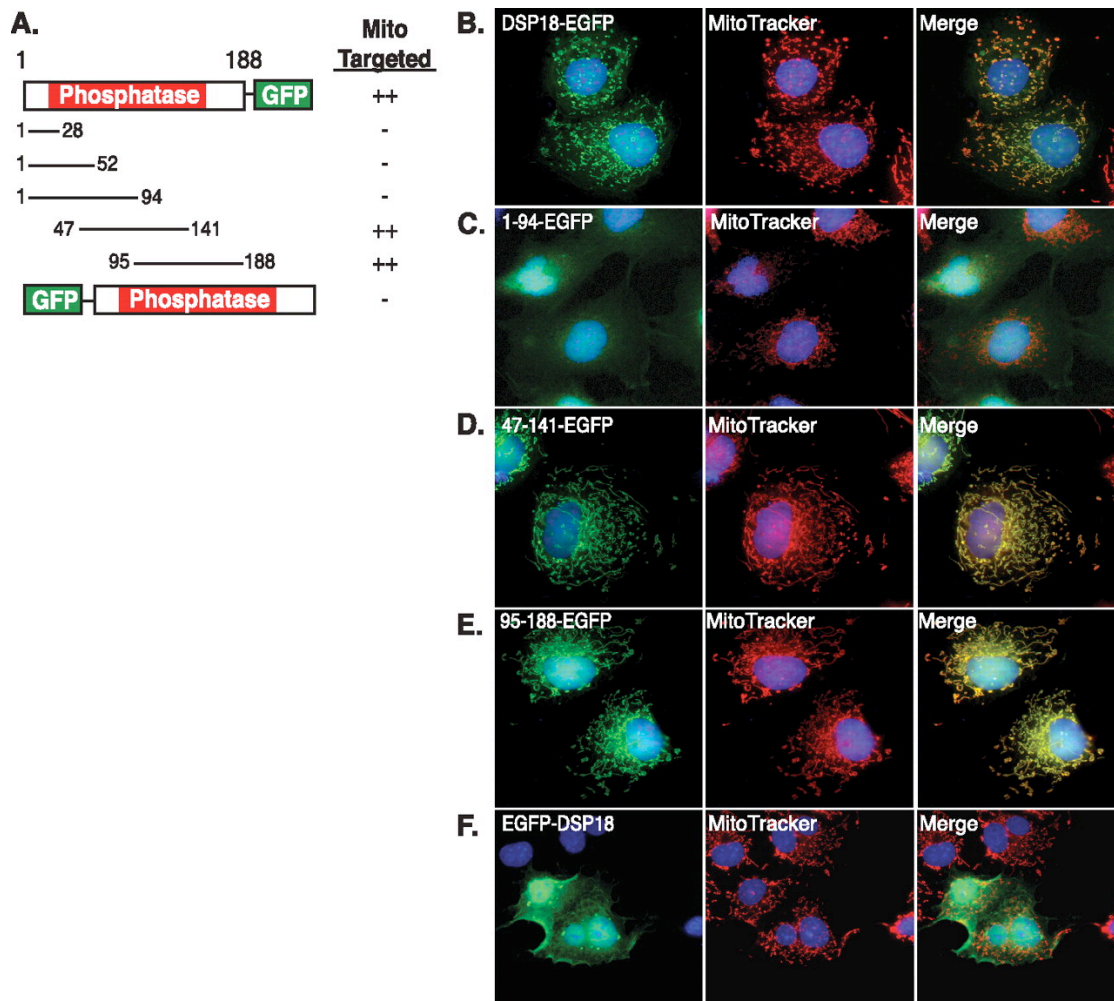 A.
Mito
Targeted
1 188
Phosphatase GFP ++
1 28 -
1 52 -
1 94 -
47 141 ++
95 188 ++
GFP Phosphatase -
B. DSP18-EGFP MitoTracker Merge
C. 1-94-EGFP MitoTracker Merge
D. 47-141-EGFP MitoTracker Merge
E. 95-188-EGFP MitoTracker Merge
F. EGFP-DSP18 MitoTracker Merge